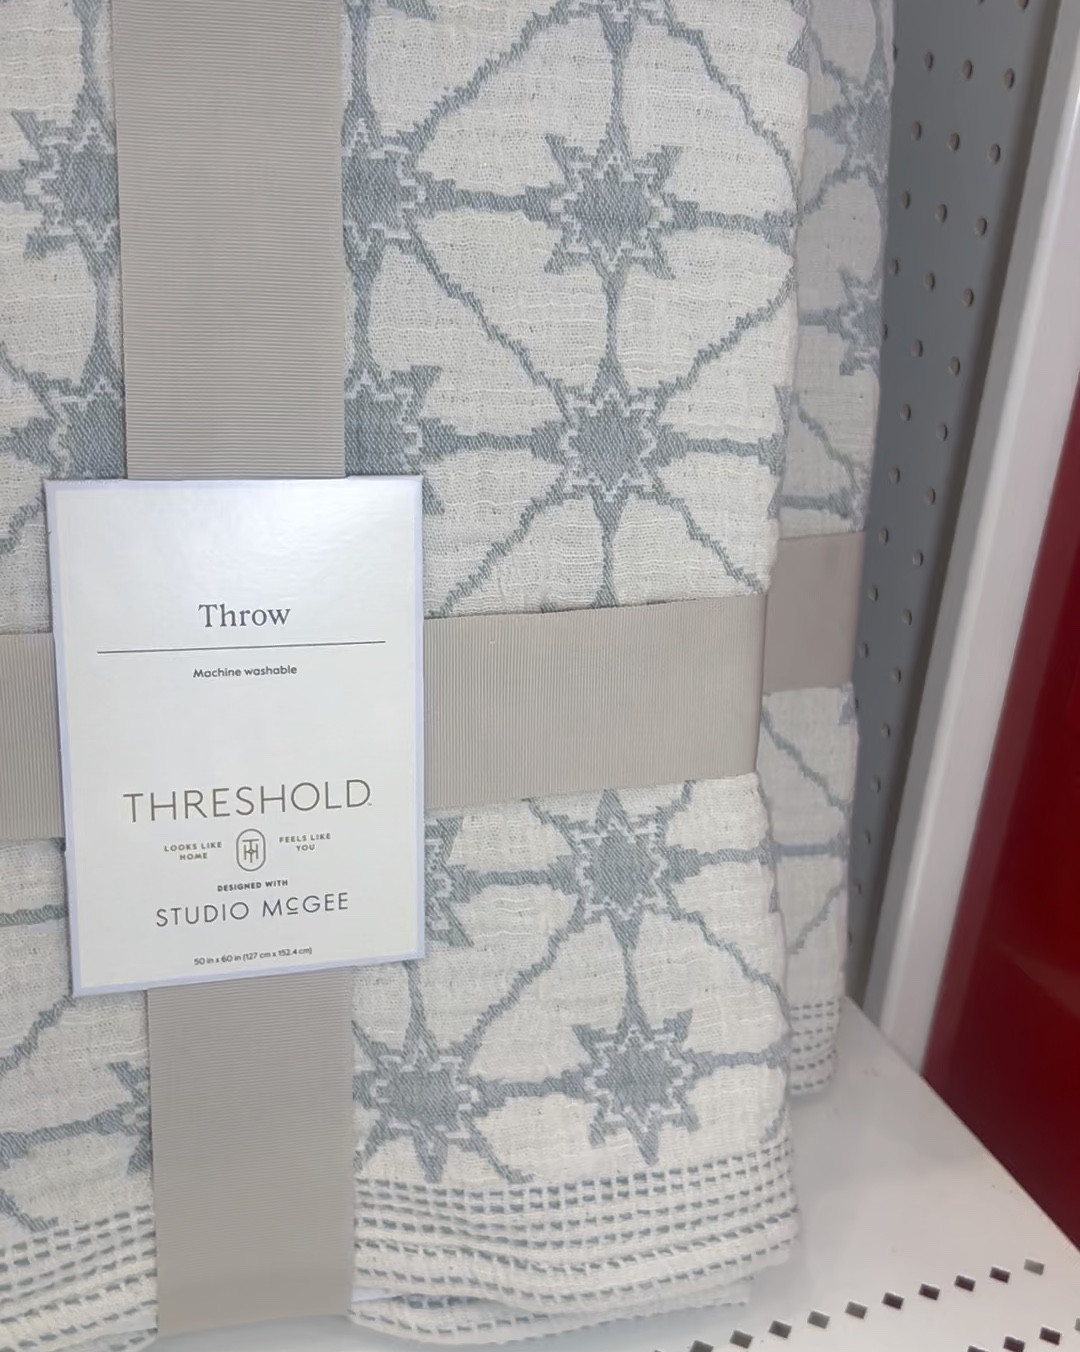 Throw
Machine washable
THRESHOLD™
LOOKS LIKE
HOME
FEELS LIKE
YOU
DESIGNED WITH
STUDIO McGEE
50 in x 60 in (127 cm x 152.4 cm)